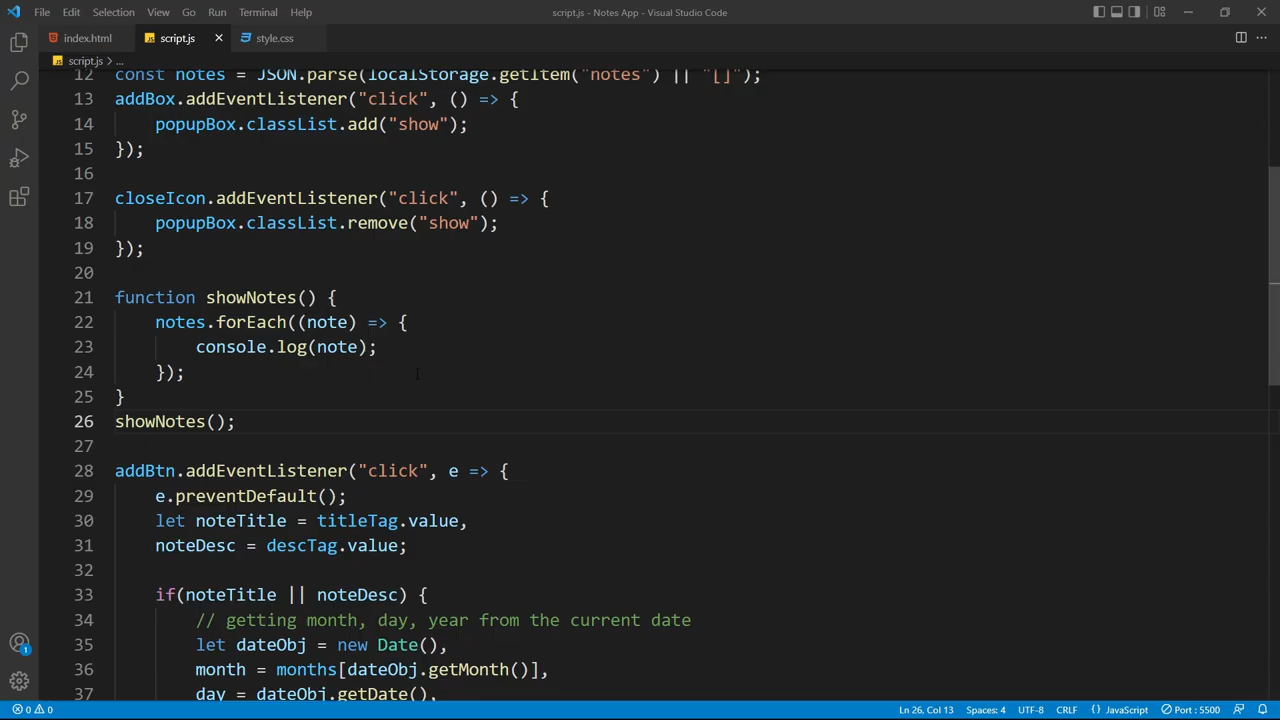 File Edit Selection View Go Run Terminal Help script.js - Notes App - Visual Studio Code
index.html script.js style.css
script.js > ...
12 const notes = JSON.parse(localStorage.getItem("notes") || "[]");
13 addBox.addEventListener("click", () => {
14 popupBox.classList.add("show");
15 });
16
17 closeIcon.addEventListener("click", () => {
18 popupBox.classList.remove("show");
19 });
20
21 function showNotes() {
22 notes.forEach((note) => {
23 console.log(note);
24 });
25 }
26 showNotes();
27
28 addBtn.addEventListener("click", e => {
29 e.preventDefault();
30 let noteTitle = titleTag.value,
31 noteDesc = descTag.value;
32
33 if(noteTitle || noteDesc) {
34 // getting month, day, year from the current date
35 let dateObj = new Date(),
36 month = months[dateObj.getMonth()],
37 day = dateObj.getDate(),
0 0 Ln 26, Col 13 Spaces: 4 UTF-8 CRLF {} JavaScript Port : 5500